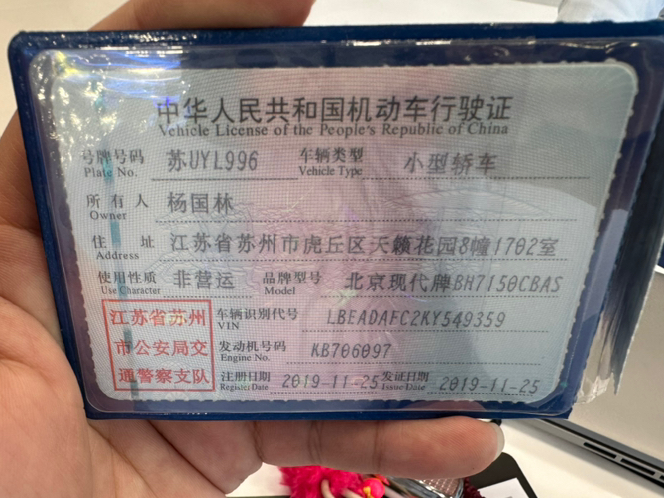 中华人民共和国机动车行驶证
Vehicle License of the People's Republic of China
号牌号码 苏UYL996 车辆类型 小型轿车
Plate No. Vehicle Type
所有人 杨国林
Owner
住址 江苏省苏州市虎丘区天籁花园8幢1702室
Address
使用性质 非营运 品牌型号 北京现代牌BH7150CBAS
Use Character Model
江苏省苏州 车辆识别代号 LBEADAFC2KY549359
VIN
市公安局交 发动机号码 KB706097
Engine No.
通警察支队 注册日期 2019-11-25 发证日期 2019-11-25
Register Date Issue Date